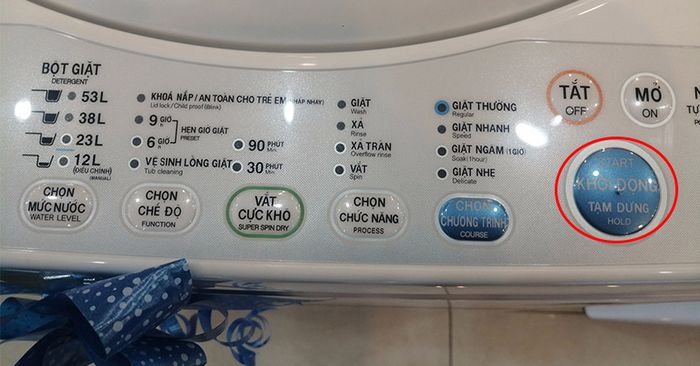 BỘT GIẶT
DETERGENT
53L
38L
23L
12L
(ĐIỀU CHỈNH)
(MANUAL)
CHỌN
MỨC NƯỚC
WATER LEVEL
KHOÁ NẮP / AN TOÀN CHO TRẺ EM (NHẤP NHÁY)
Lid lock/Child proof (Blink)
9 GIỜ
6 GIỜ
HẸN GIỜ GIẶT
PRESET
VỆ SINH LỒNG GIẶT
Tub cleaning
90 PHÚT
Min.
30 PHÚT
Min.
CHỌN
CHẾ ĐỘ
FUNCTION
VẮT
CỰC KHÔ
SUPER SPIN DRY
GIẶT
Wash
XẢ
Rinse
XẢ TRÀN
Overflow rinse
VẮT
Spin
CHỌN
CHỨC NĂNG
PROCESS
GIẶT THƯỜNG
Regular
GIẶT NHANH
Speed
GIẶT NGÂM (1GIỜ)
Soak(1hour)
GIẶT NHẸ
Delicate
CHỌN
CHƯƠNG TRÌNH
COURSE
TẮT
OFF
MỞ
ON
START
KHỞI ĐỘNG
TẠM DỪNG
HOLD